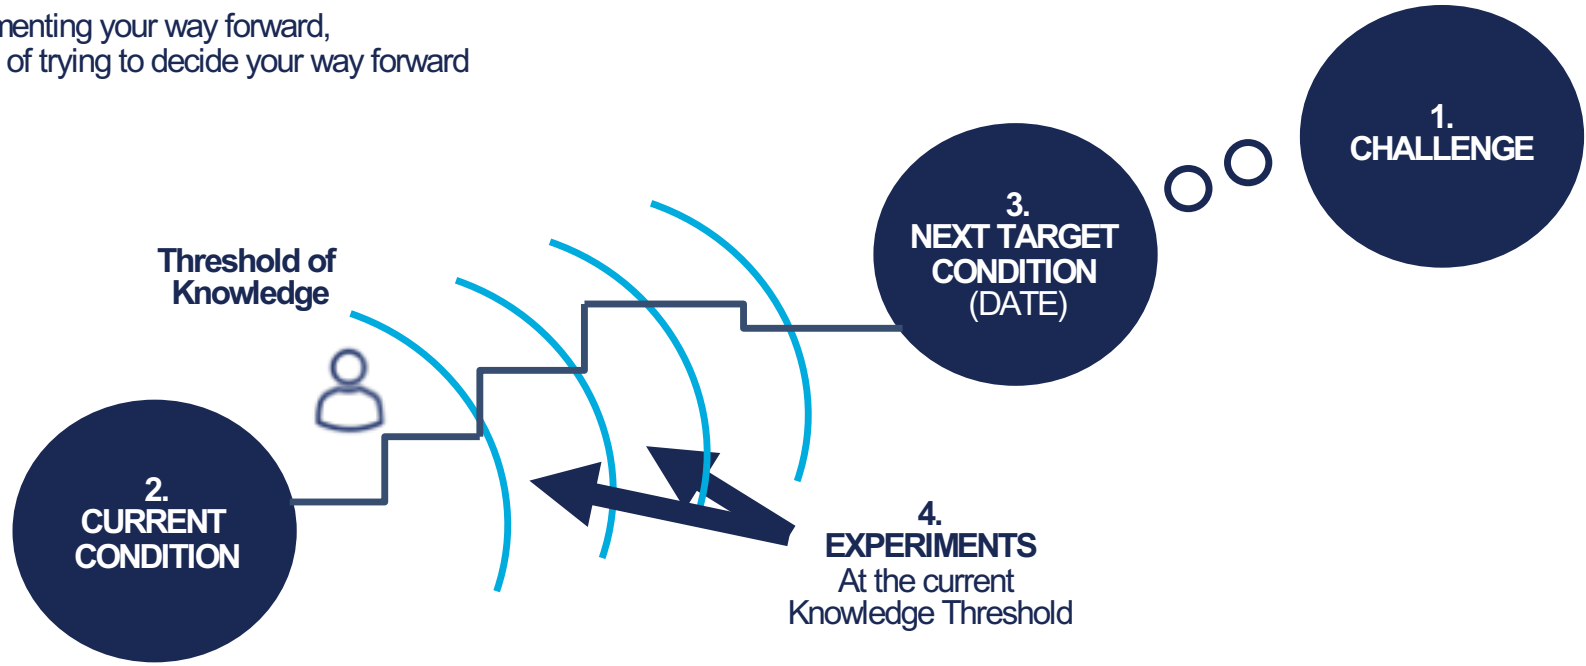 menting your way forward,
of trying to decide your way forward
1.
CHALLENGE
3.
NEXT TARGET
CONDITION
(DATE)
Threshold of
Knowledge
2.
CURRENT
CONDITION
4.
EXPERIMENTS
At the current
Knowledge Threshold